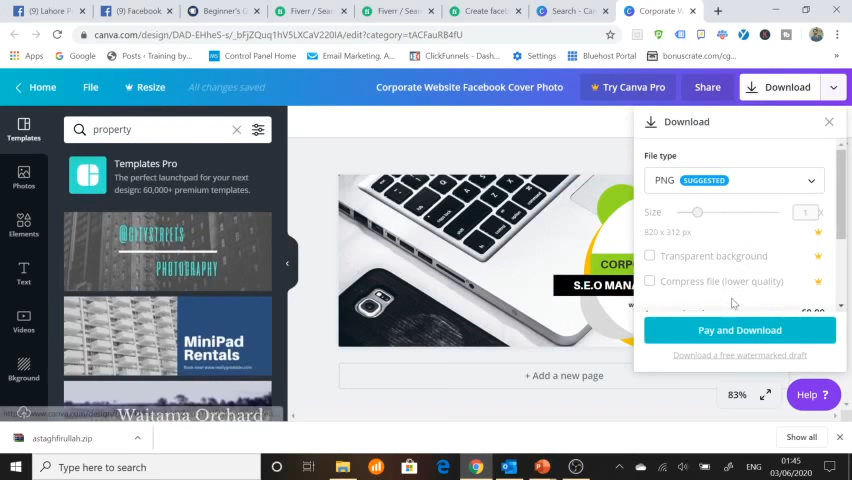 (9) Lahore P
(9) Facebook
Beginner's G
Fiverr / Sear
Fiverr / Sear
Create faceb
Search - Can
Corporate W
canva.com/design/DAD-EHheS-s/_bFjZQuq1hV5LXCaV220IA/edit?category=tACFauRB4fU
Apps
Google
Posts ‹ Training by...
Control Panel Home
Email Marketing, A...
ClickFunnels - Dash...
Settings
Bluehost Portal
bonuscrate.com/cg...
Home
File
Resize
All changes saved
Corporate Website Facebook Cover Photo
Try Canva Pro
Share
Download
Templates
Photos
Elements
Text
Videos
Bkground
property
Templates Pro
The perfect launchpad for your next
design: 60,000+ premium templates.
@CITYSTREETS
PHOTOGRAPHY
MiniPad
Rentals
Waitama Orchard
CORP
S.E.O MANA
+ Add a new page
Download
File type
PNG SUGGESTED
Size
1 X
820 x 312 px
Transparent background
Compress file (lower quality)
Pay and Download
Download a free watermarked draft
83%
Help ?
astaghfirullah.zip
Show all
Type here to search
ENG
01:45
03/06/2020